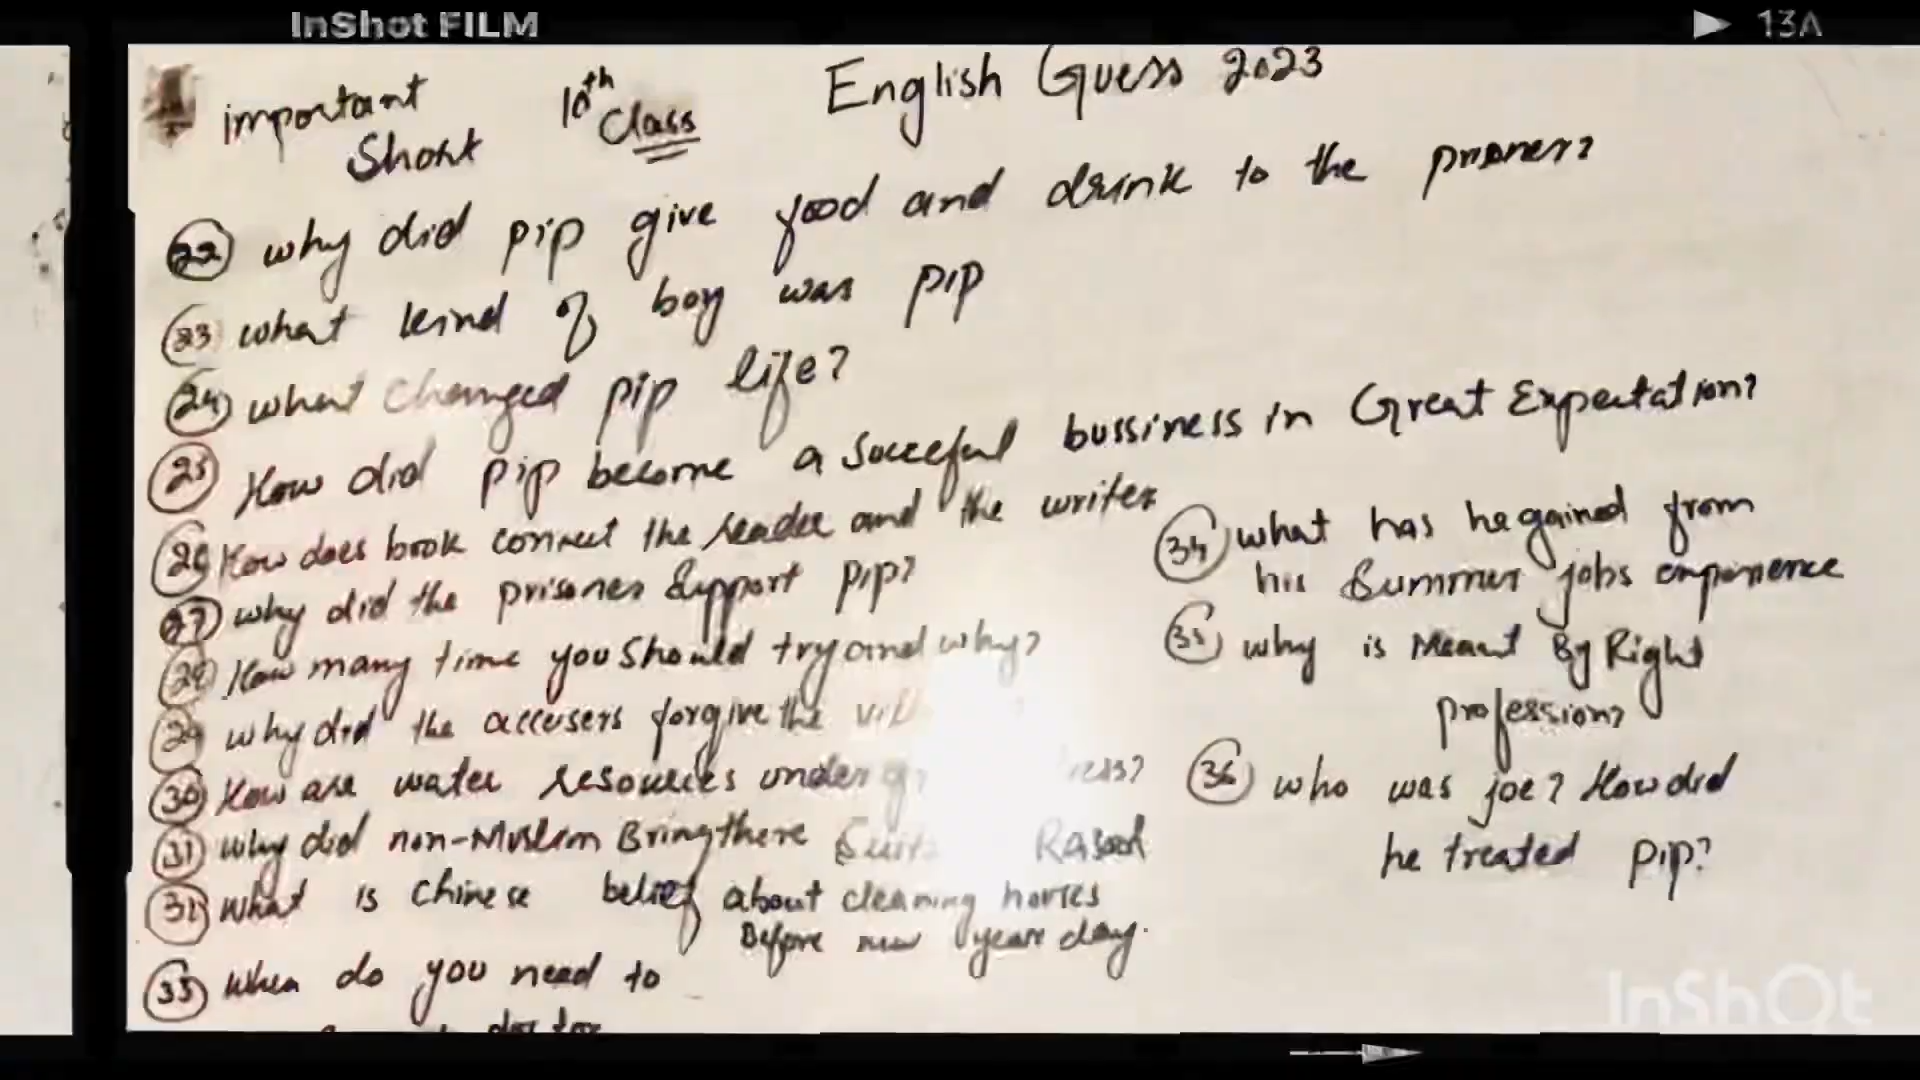 InShot FILM
13A
important Short
10th Class
English Guess 2023
22 why did pip give food and drink to the prisner?
23 what kind of boy was pip
24 what changed pip life?
25 How did pip become a succeful bussiness in Great Expectation?
26 How does book connect the reader and the writer
27 why did the prisoner support pip?
28 How many time you should try and why?
29 why did the accusers forgive the
30 How are water resources under
31 why did non-Muslim Bring there Rasool
32 what is chinese belief about cleaning homes
Before new year day.
33 when do you need to
doctor
34 what has he gained from
his Summer jobs experience
35 why is Meant By Right
profession?
36 who was joe? How did
he treated pip?
InShOt